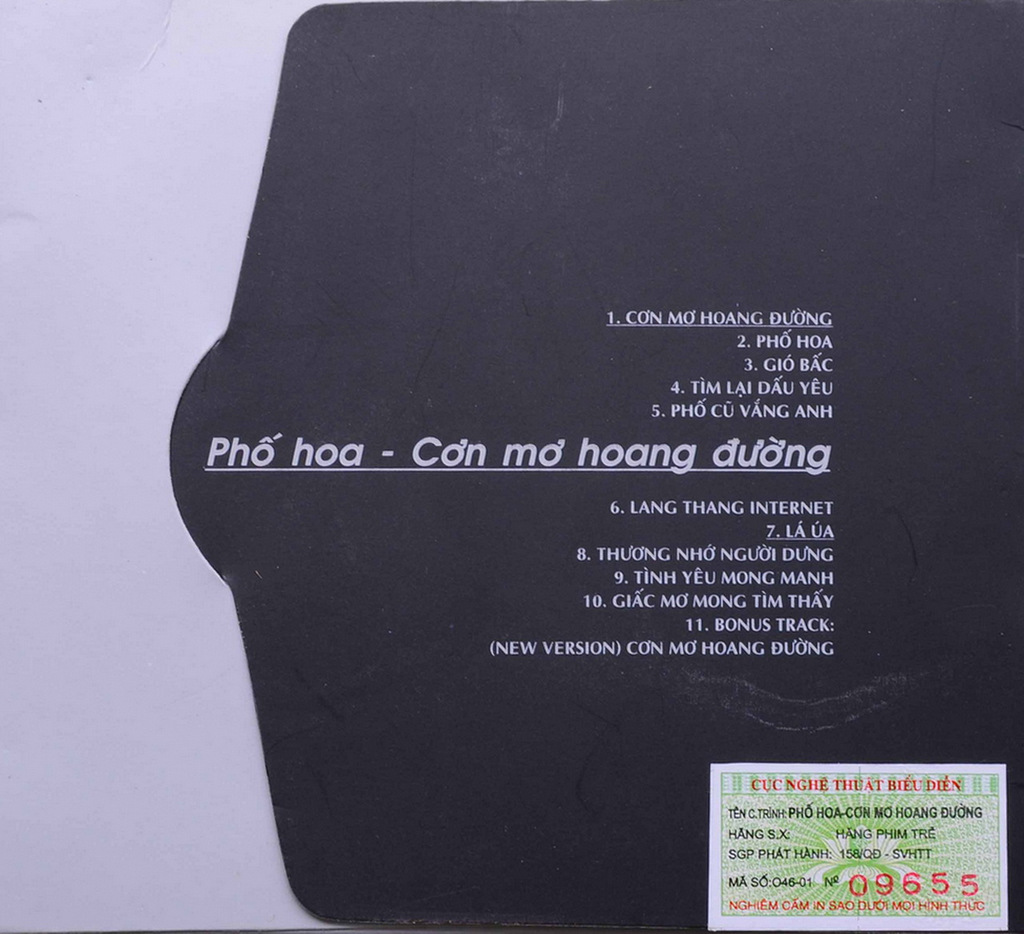 1. CƠN MƠ HOANG ĐƯỜNG
2. PHỐ HOA
3. GIÓ BẤC
4. TÌM LẠI DẤU YÊU
5. PHỐ CŨ VẮNG ANH
Phố hoa - Cơn mơ hoang đường
6. LANG THANG INTERNET
7. LÁ ÚA
8. THƯƠNG NHỚ NGƯỜI DƯNG
9. TÌNH YÊU MONG MANH
10. GIẤC MƠ MONG TÌM THẤY
11. BONUS TRACK:
(NEW VERSION) CƠN MƠ HOANG ĐƯỜNG
CỤC NGHỆ THUẬT BIỂU DIỄN
TÊN C.TRÌNH: PHỐ HOA-CƠN MƠ HOANG ĐƯỜNG
HÃNG S.X: HÃNG PHIM TRẺ
SGP PHÁT HÀNH: 158/QĐ - SVHTT
MÃ SỐ:O46-01 Nº 09655
NGHIÊM CẤM IN SAO DƯỚI MỌI HÌNH THỨC